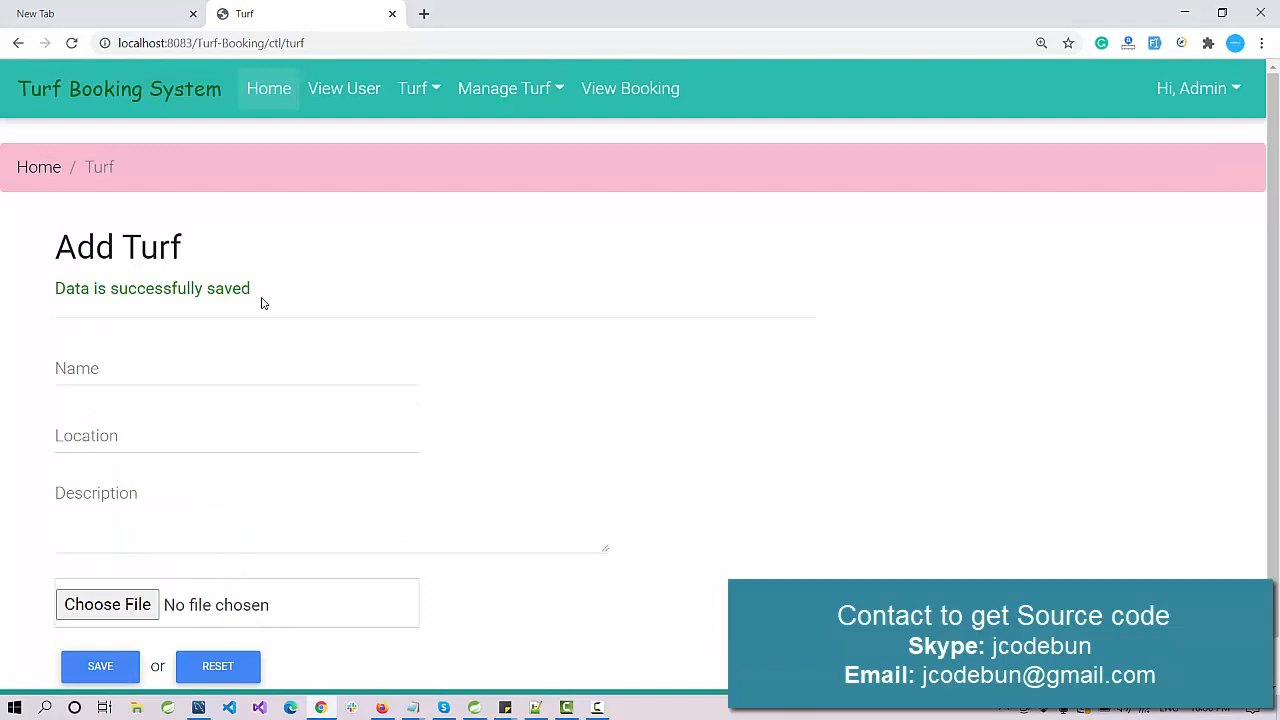 New Tab
Turf
localhost:8083/Turf-Booking/ctl/turf
Turf Booking System
Home
View User
Turf
Manage Turf
View Booking
Hi, Admin
Home / Turf
Add Turf
Data is successfully saved
Name
Location
Description
Choose File No file chosen
SAVE or RESET
Contact to get Source code
Skype: jcodebun
Email: jcodebun@gmail.com